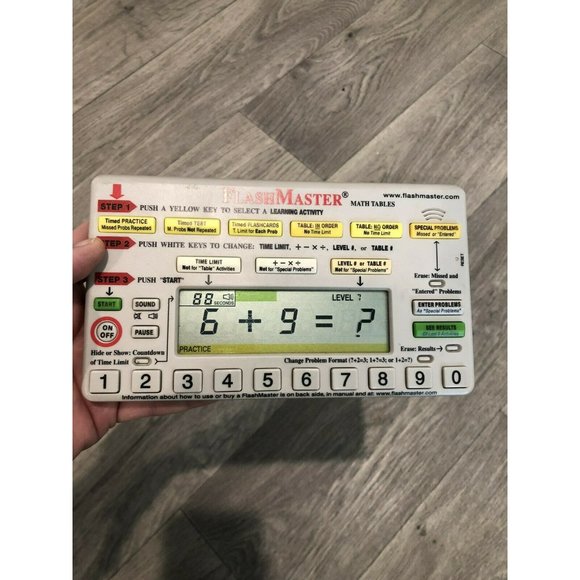 FLASHMASTER®
www.flashmaster.com
STEP 1 PUSH A YELLOW KEY TO SELECT A LEARNING ACTIVITY
MATH TABLES
Timed PRACTICE
Missed Probs Repeated
Timed TEST
M. Probs Not Repeated
Timed FLASHCARDS
T. Limit for Each Prob
TABLE: IN ORDER
No Time Limit
TABLE: NO ORDER
No Time Limit
SPECIAL PROBLEMS
Missed or "Entered"
STEP 2 PUSH WHITE KEYS TO CHANGE: TIME LIMIT, + − × ÷, LEVEL #, or TABLE #
TIME LIMIT
Not for "Table" Activities
+ − × ÷
Not for "Special Problems"
LEVEL # or TABLE #
Not for "Special Problems"
Erase: Missed and
"Entered" Problems
STEP 3 PUSH "START"
START
SOUND
ON
OFF
PAUSE
88
SECONDS
LEVEL
6 + 9 = ?
PRACTICE
ENTER PROBLEMS
As "Special Problems"
SEE RESULTS
Erase: Results
Hide or Show: Countdown
of Time Limit
Change Problem Format (?+2=3; 1+?=3; or 1+2=?)
1 2 3 4 5 6 7 8 9 0
Information about how to use or buy a FlashMaster is on back side, in manual and at: www.flashmaster.com